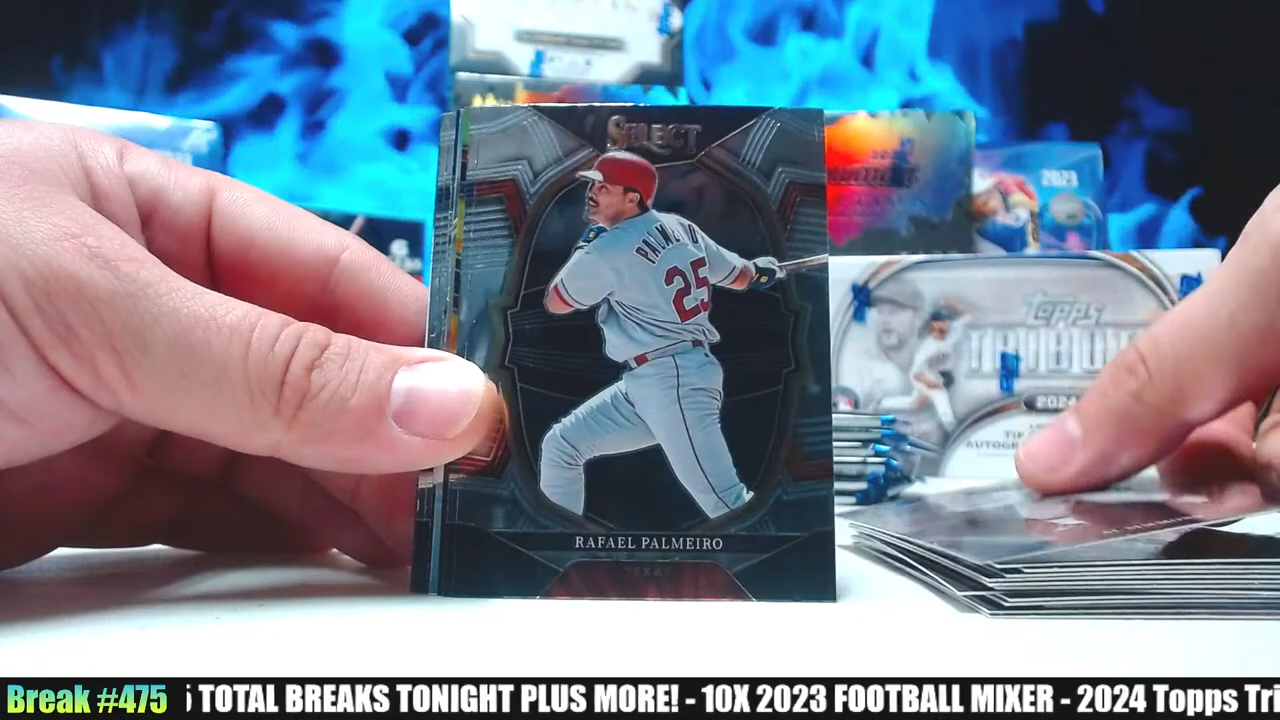 SELECT
PALMEIRO
25
RAFAEL PALMEIRO
TEXAS
2023
Topps
TRIBUTE
2024
Break #475
TOTAL BREAKS TONIGHT PLUS MORE! - 10X 2023 FOOTBALL MIXER - 2024 Topps Tri